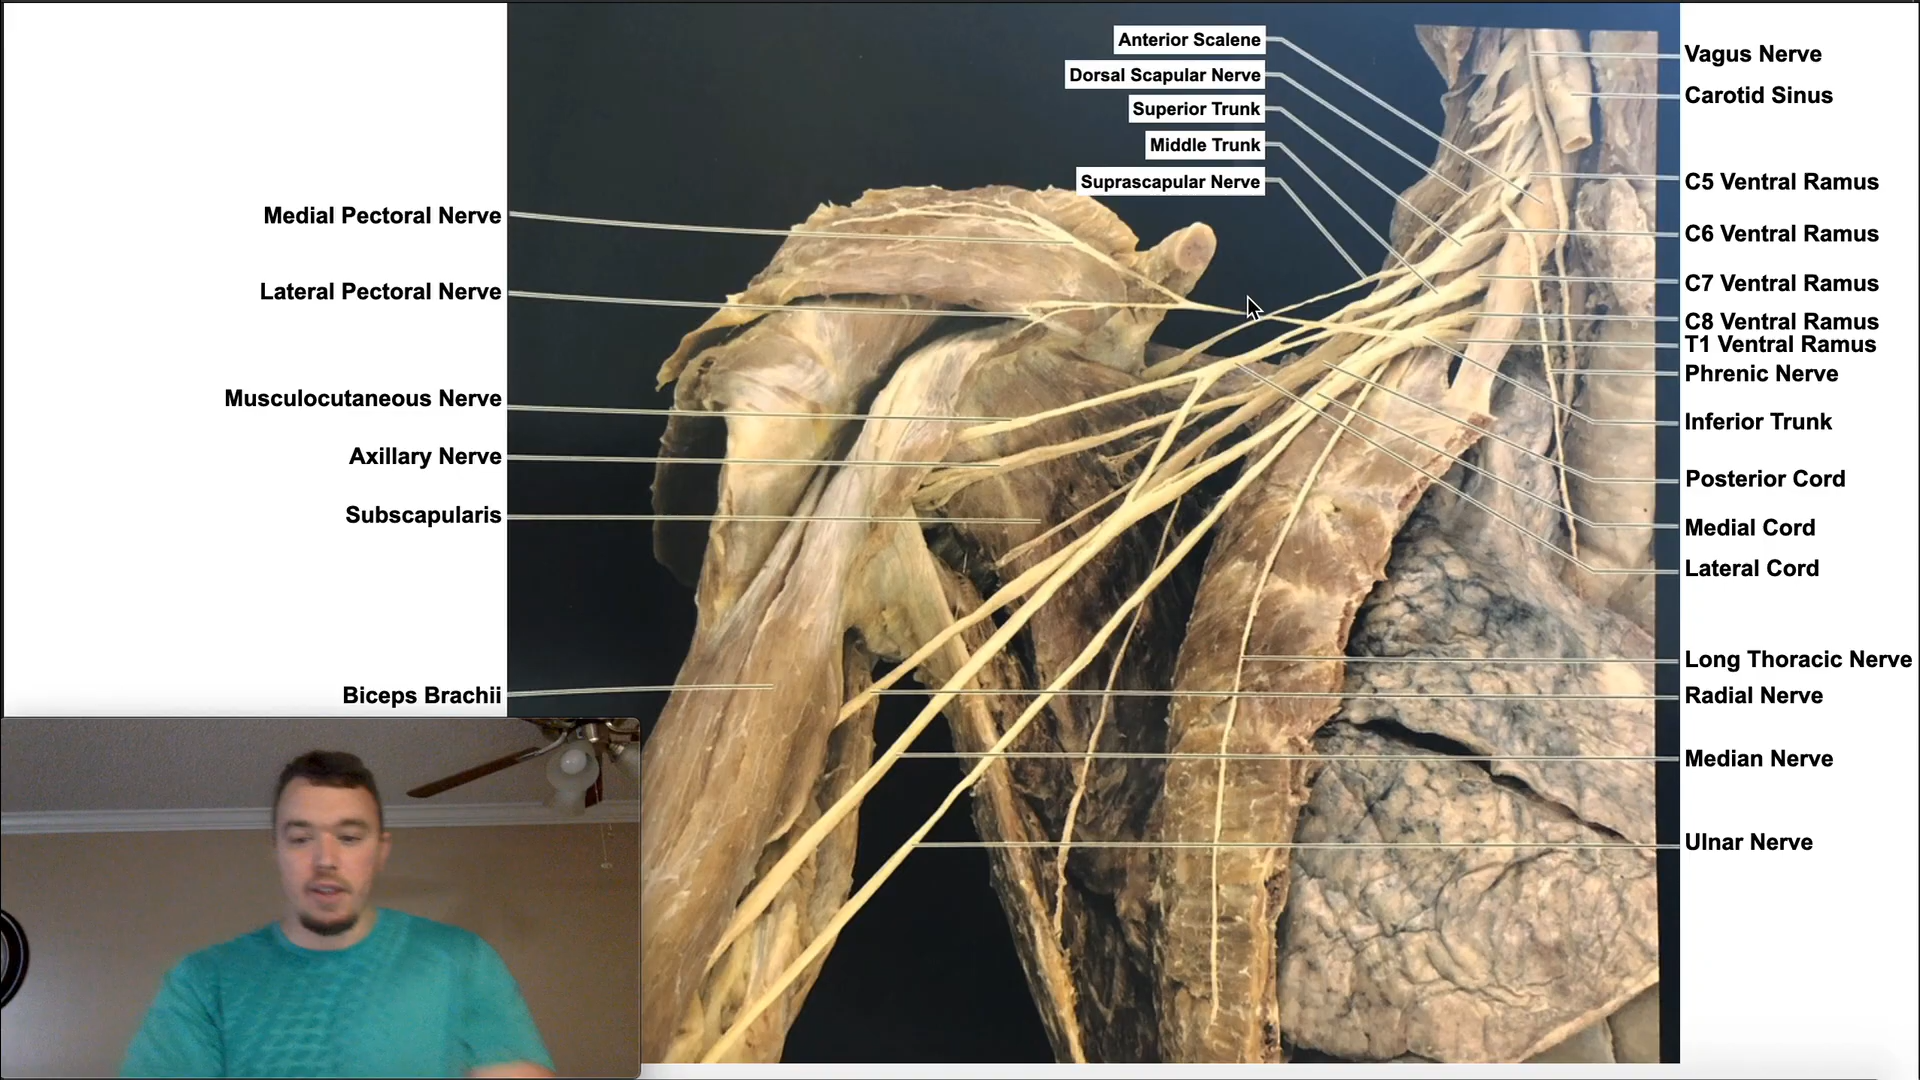 Anterior Scalene
Dorsal Scapular Nerve
Superior Trunk
Middle Trunk
Suprascapular Nerve
Medial Pectoral Nerve
Lateral Pectoral Nerve
Musculocutaneous Nerve
Axillary Nerve
Subscapularis
Biceps Brachii
Vagus Nerve
Carotid Sinus
C5 Ventral Ramus
C6 Ventral Ramus
C7 Ventral Ramus
C8 Ventral Ramus
T1 Ventral Ramus
Phrenic Nerve
Inferior Trunk
Posterior Cord
Medial Cord
Lateral Cord
Long Thoracic Nerve
Radial Nerve
Median Nerve
Ulnar Nerve